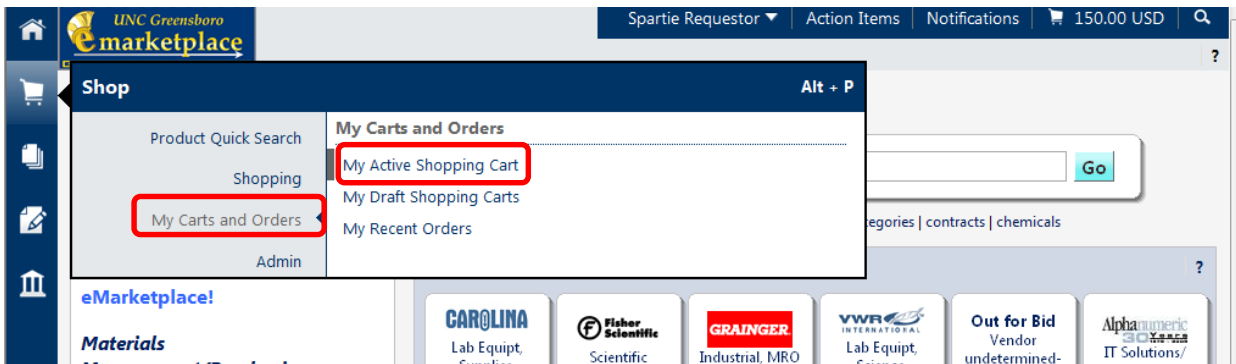 UNC Greensboro
emarketplace
Spartie Requestor ▼ | Action Items | Notifications | 150.00 USD
?
Shop
Alt + P
Product Quick Search
Shopping
My Carts and Orders
Admin
My Carts and Orders
My Active Shopping Cart
My Draft Shopping Carts
My Recent Orders
Go
egories | contracts | chemicals
?
eMarketplace!
Materials
CAROLINA
Lab Equipt,
Fisher
Scientific
Scientific
GRAINGER
Industrial, MRO
VWR
INTERNATIONAL
Lab Equipt,
Out for Bid
Vendor
undetermined-
Alphanumeric
30 Years
IT Solutions/